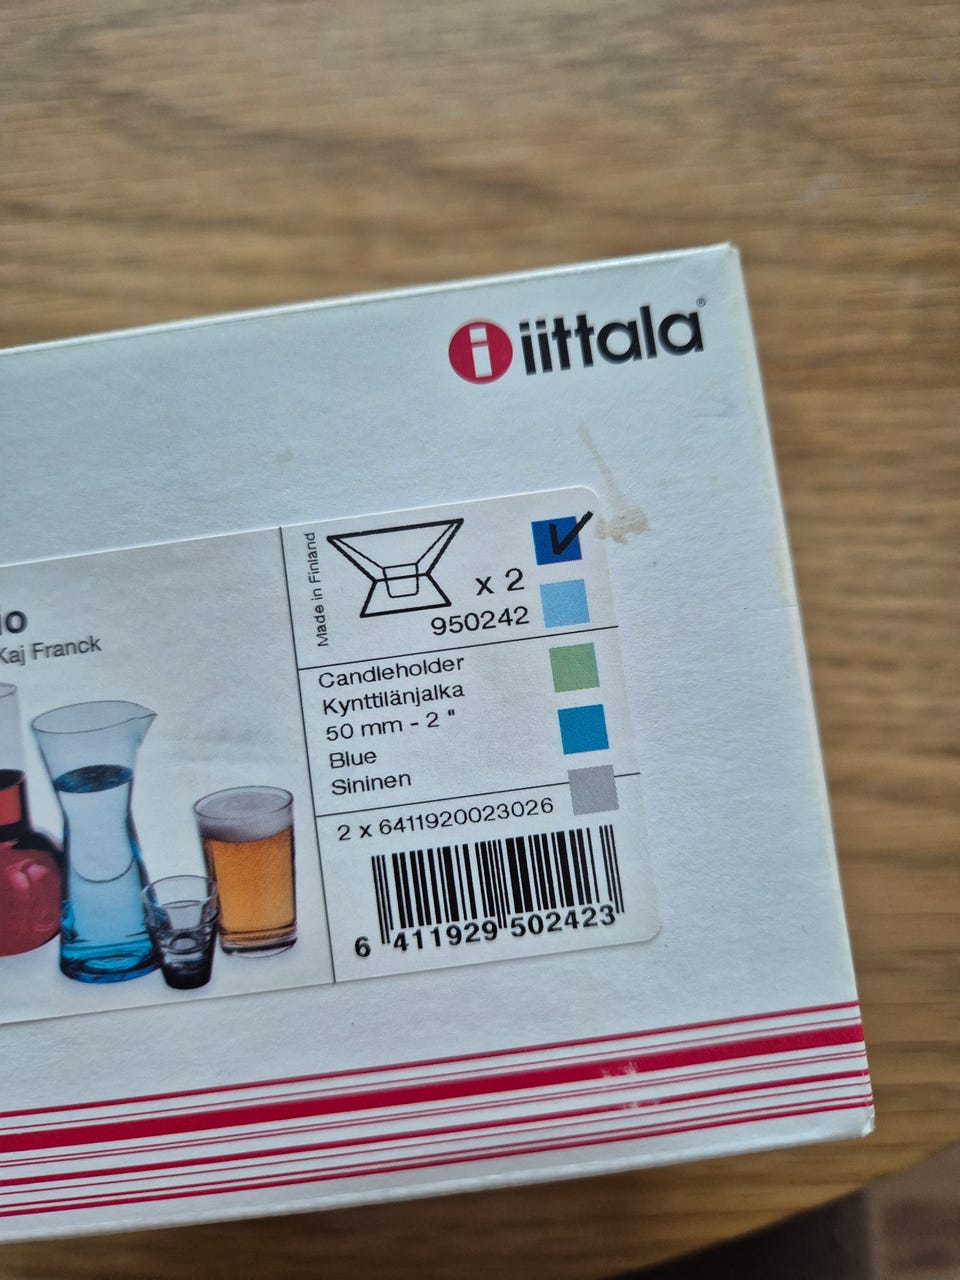 iittala®
Made in Finland
x 2
950242
io
Kaj Franck
Candleholder
Kynttilänjalka
50 mm - 2 "
Blue
Sininen
2 x 6411920023026
6 411929 502423